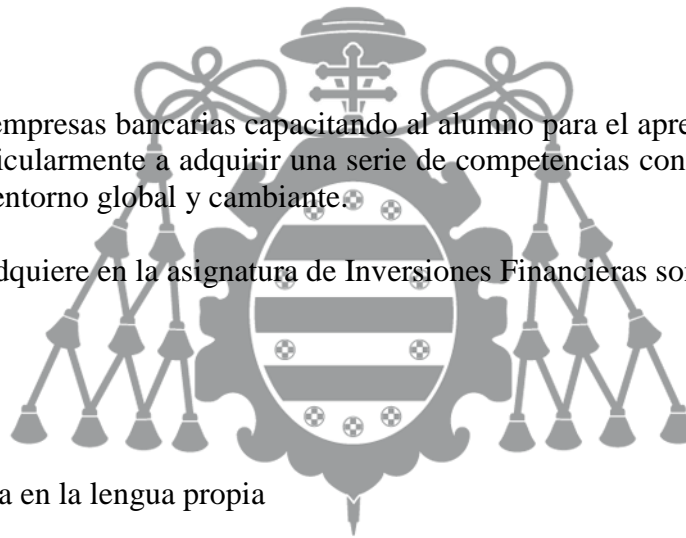 empresas bancarias capacitando al alumno para el apre
icularmente a adquirir una serie de competencias con
entorno global y cambiante.
dquiere en la asignatura de Inversiones Financieras so
a en la lengua propia